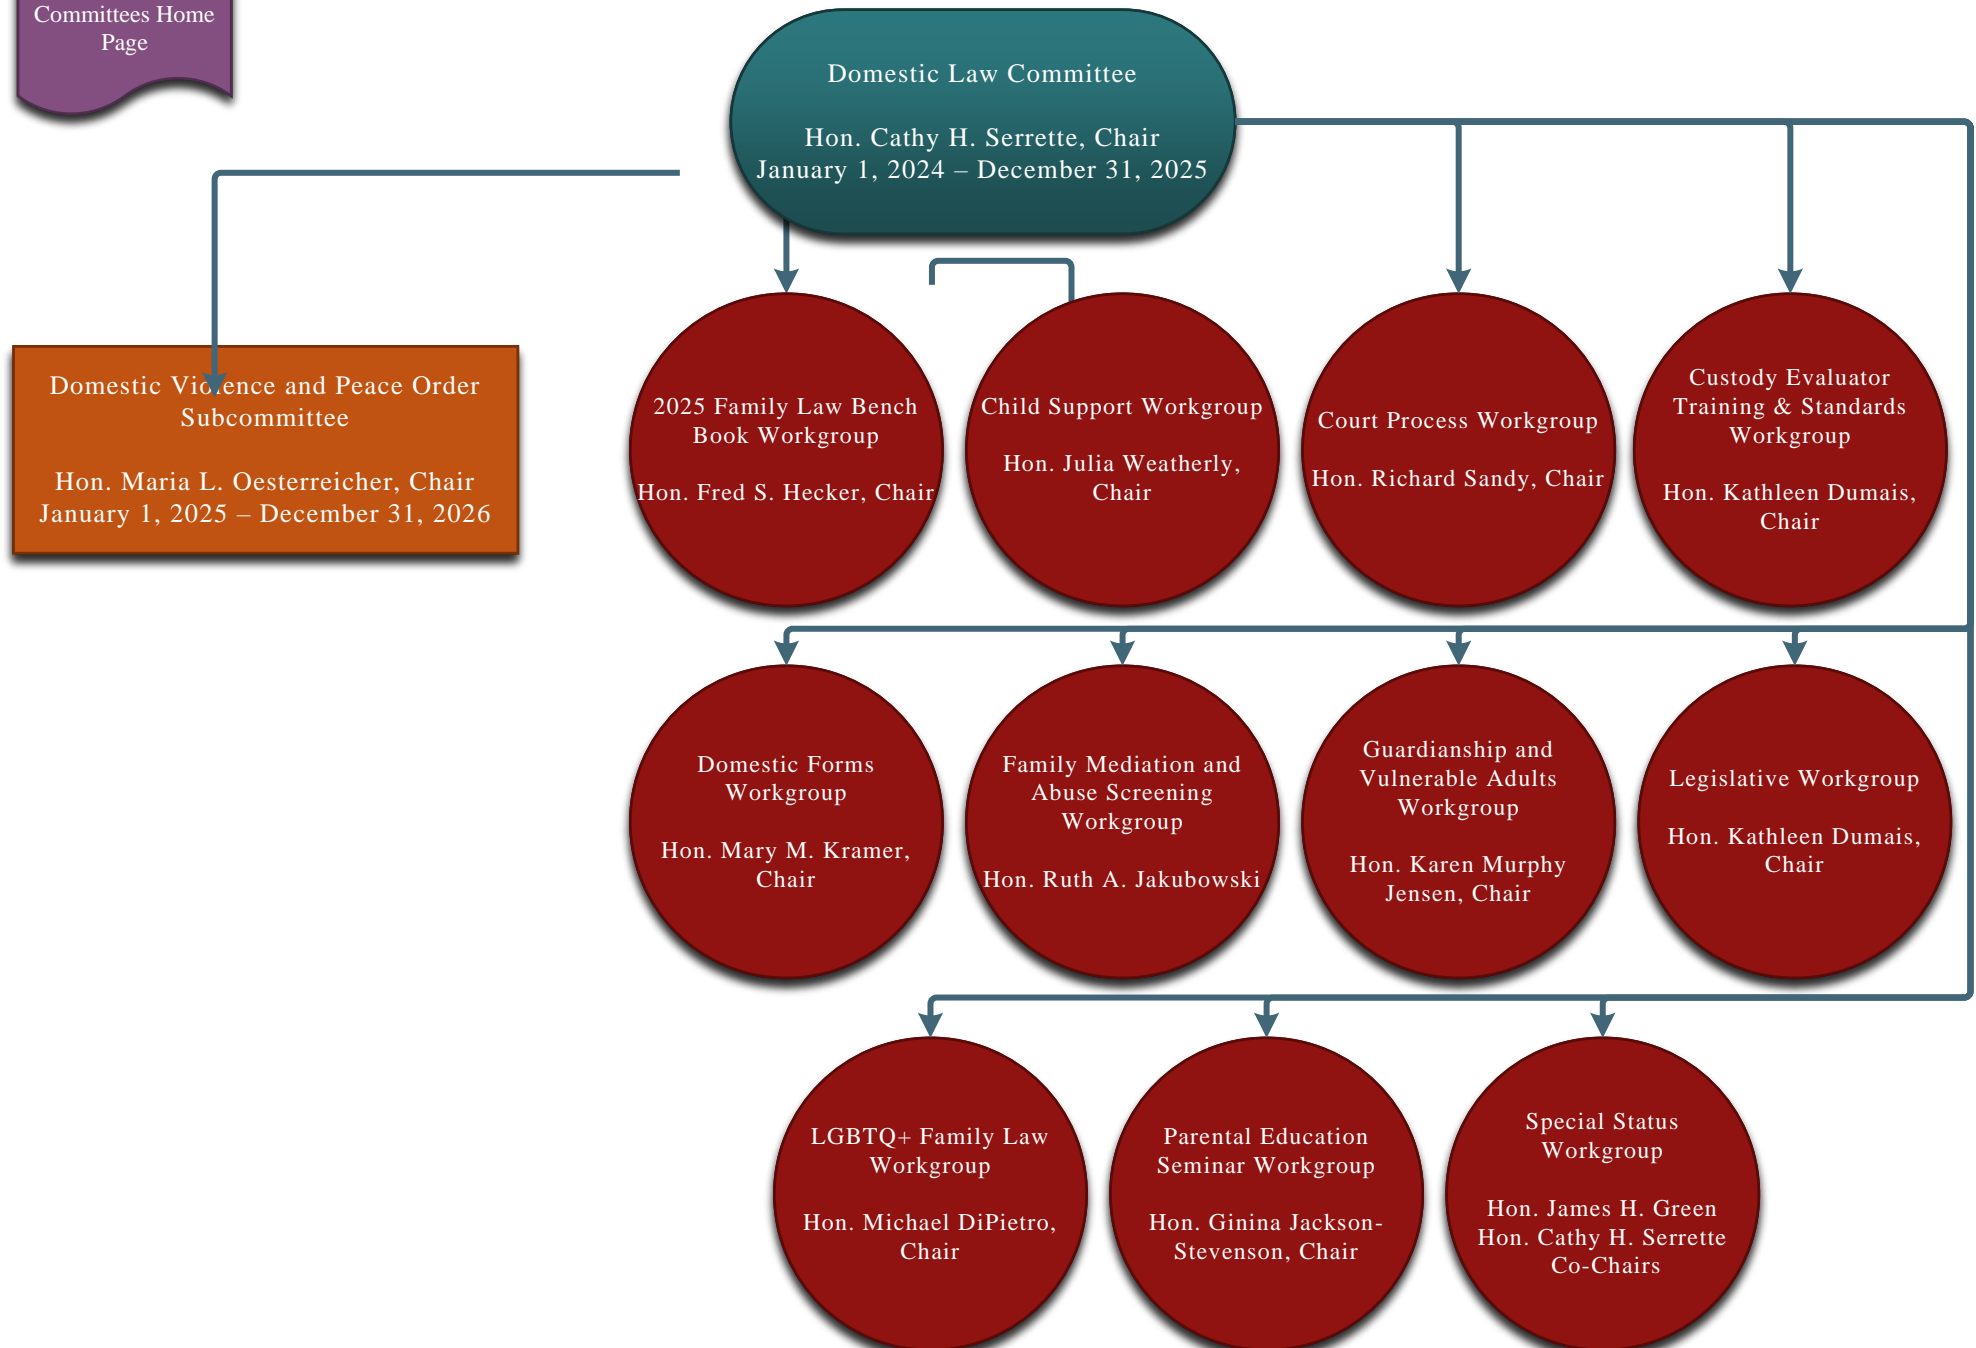 Committees Home
Page
Domestic Law Committee
Hon. Cathy H. Serrette, Chair
January 1, 2024 – December 31, 2025
Domestic Violence and Peace Order
Subcommittee
Hon. Maria L. Oesterreicher, Chair
January 1, 2025 – December 31, 2026
2025 Family Law Bench
Book Workgroup
Hon. Fred S. Hecker, Chair
Child Support Workgroup
Hon. Julia Weatherly,
Chair
Court Process Workgroup
Hon. Richard Sandy, Chair
Custody Evaluator
Training & Standards
Workgroup
Hon. Kathleen Dumais,
Chair
Domestic Forms
Workgroup
Hon. Mary M. Kramer,
Chair
Family Mediation and
Abuse Screening
Workgroup
Hon. Ruth A. Jakubowski
Guardianship and
Vulnerable Adults
Workgroup
Hon. Karen Murphy
Jensen, Chair
Legislative Workgroup
Hon. Kathleen Dumais,
Chair
LGBTQ+ Family Law
Workgroup
Hon. Michael DiPietro,
Chair
Parental Education
Seminar Workgroup
Hon. Ginina Jackson-
Stevenson, Chair
Special Status
Workgroup
Hon. James H. Green
Hon. Cathy H. Serrette
Co-Chairs